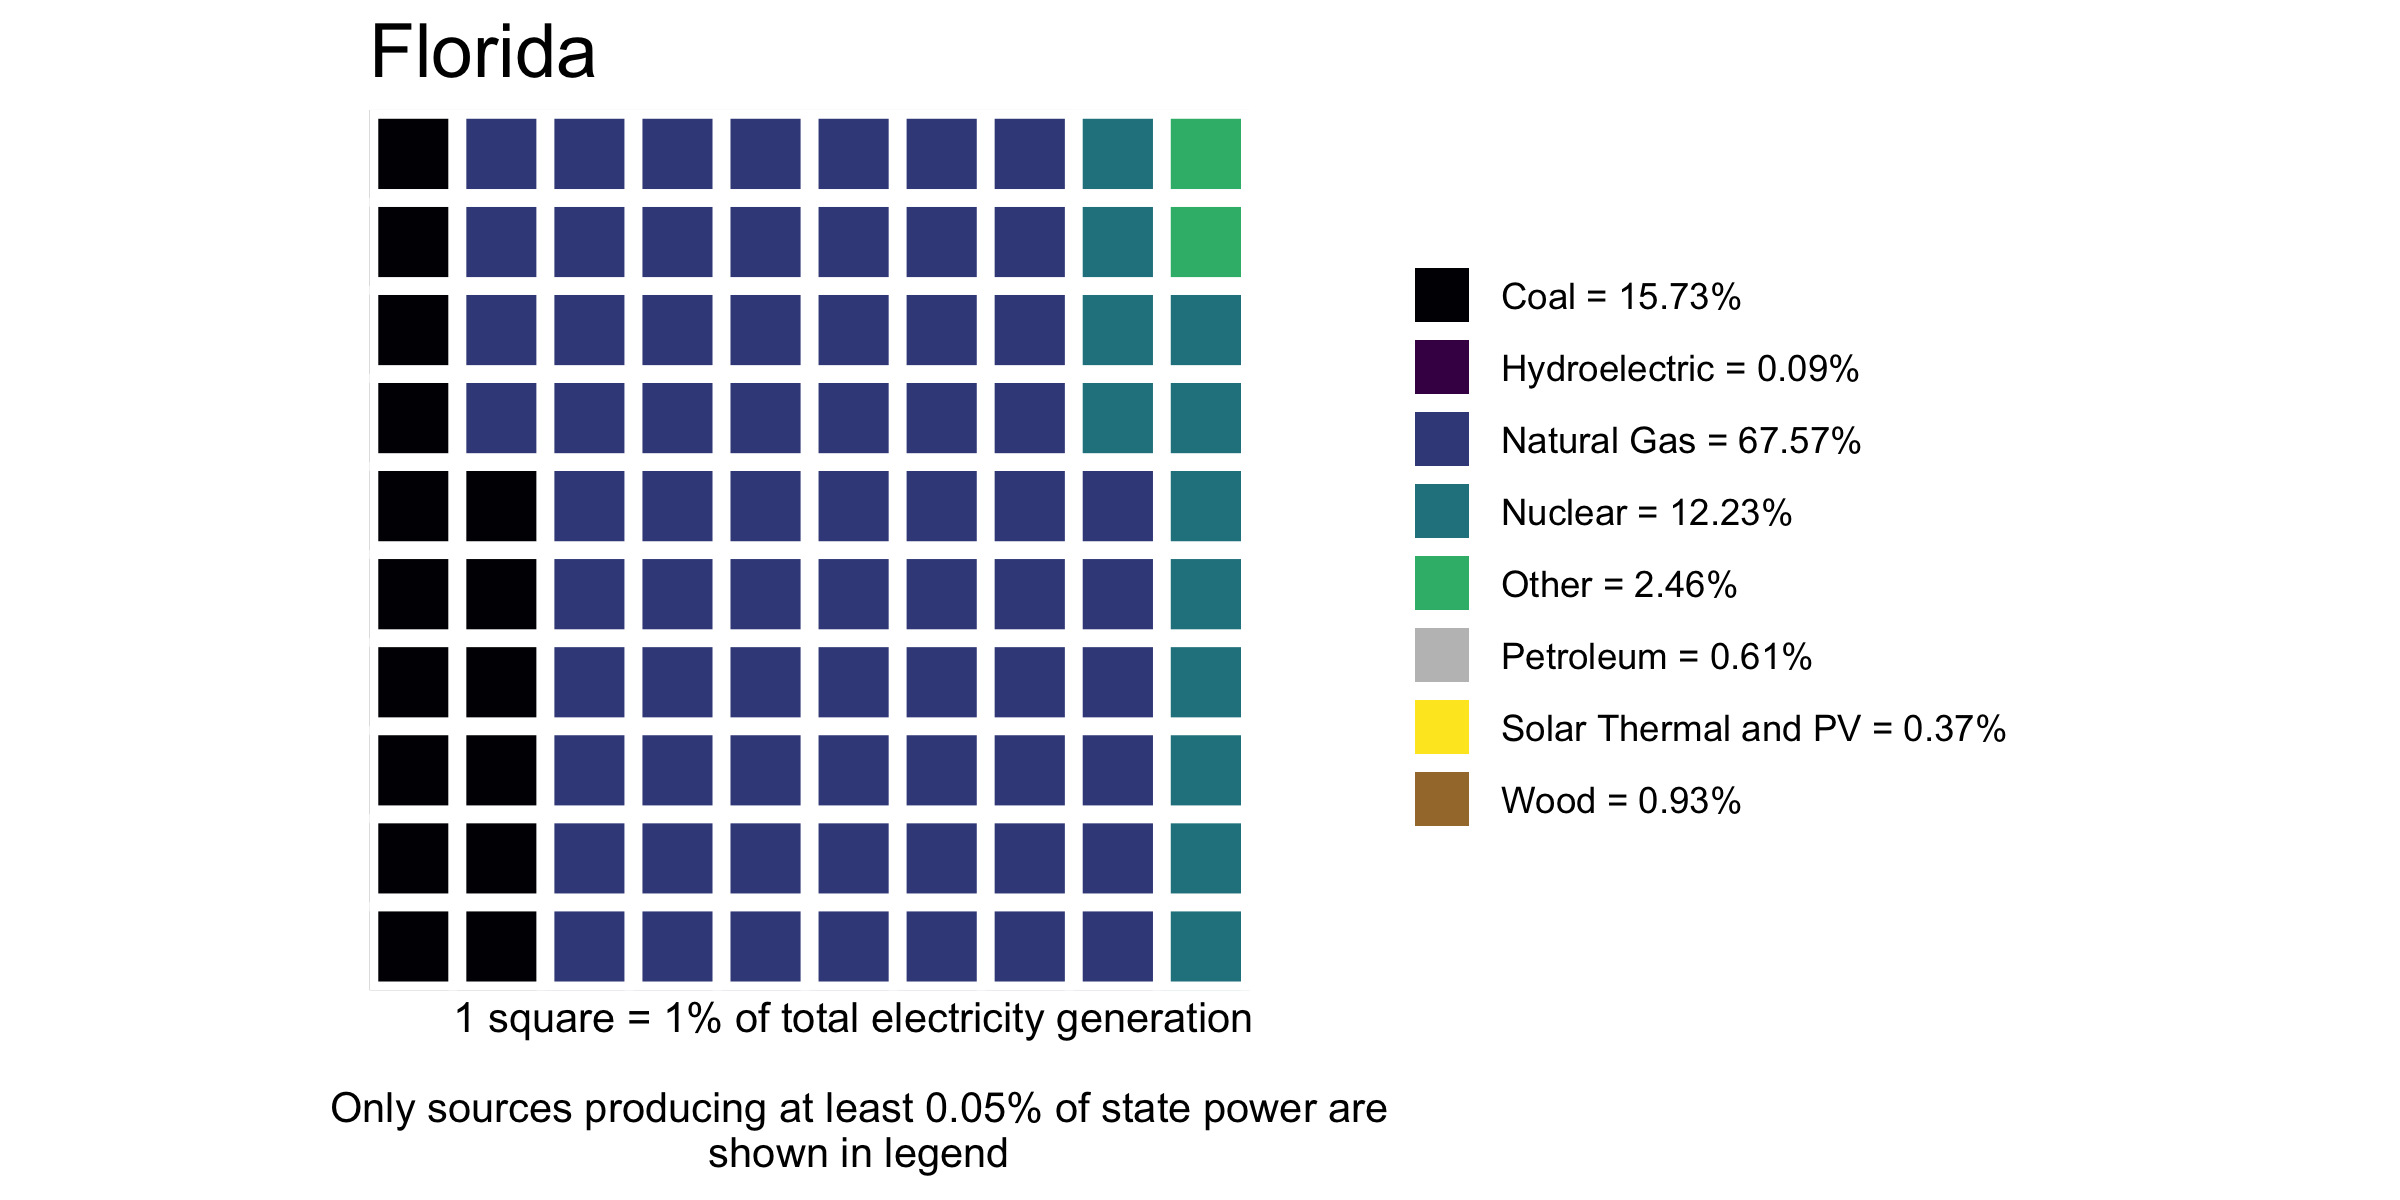 Florida
Coal = 15.73%
Hydroelectric = 0.09%
Natural Gas = 67.57%
Nuclear = 12.23%
Other = 2.46%
Petroleum = 0.61%
Solar Thermal and PV = 0.37%
Wood = 0.93%
1 square = 1% of total electricity generation
Only sources producing at least 0.05% of state power are
shown in legend